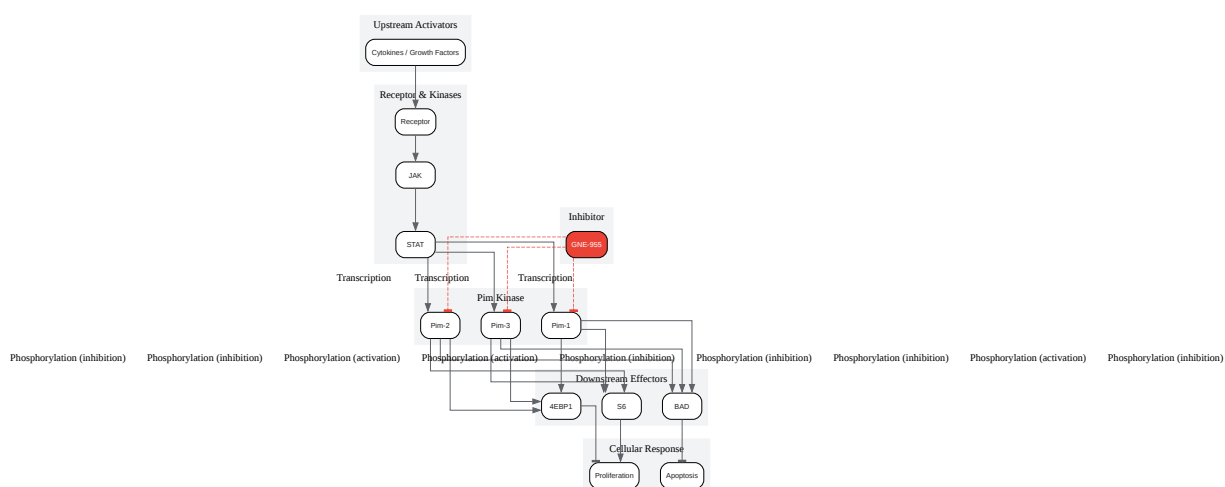 Upstream Activators
Cytokines / Growth Factors
Receptor & Kinases
Receptor
JAK
Inhibitor
STAT
GNE-955
Transcription
Transcription
Transcription
Pim Kinase
Pim-2
Pim-3
Pim-1
Phosphorylation (inhibition)
Phosphorylation (inhibition)
Phosphorylation (activation)
Phosphorylation (activation)
Phosphorylation (inhibition)
Phosphorylation (inhibition)
Phosphorylation (inhibition)
Phosphorylation (activation)
Phosphorylation (inhibition)
Downstream Effectors
4EBP1
S6
BAD
Cellular Response
Proliferation
Apoptosis